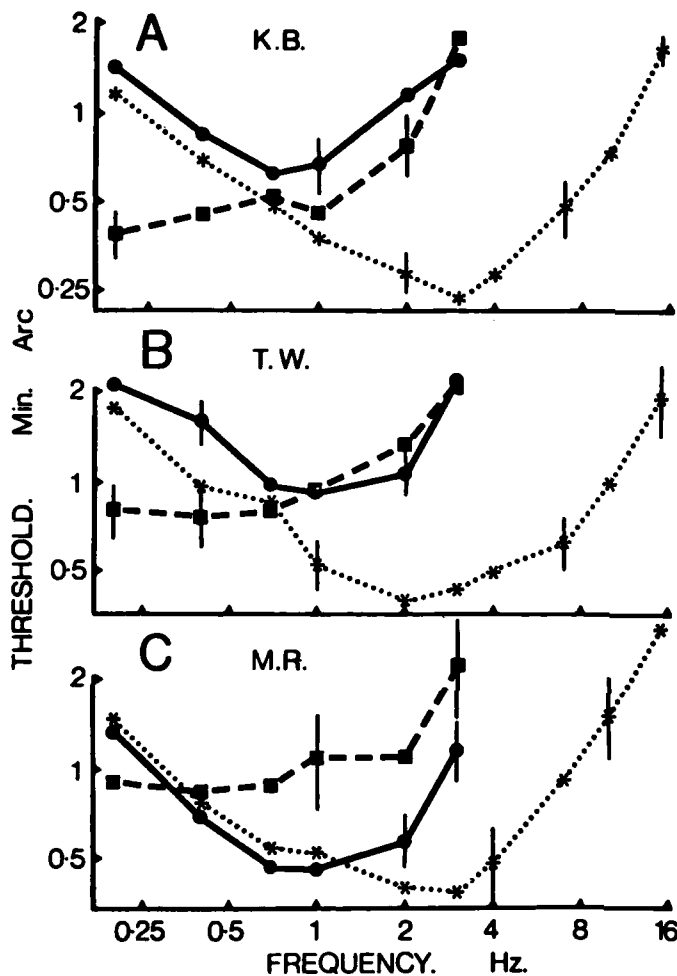 2
A
K.B.
1
0·5
0·25
THRESHOLD. Min. Arc
B
T.W.
2
1
0·5
C
M.R.
2
1
0·5
0·25 0·5 1 2 4 8 16
FREQUENCY. Hz.